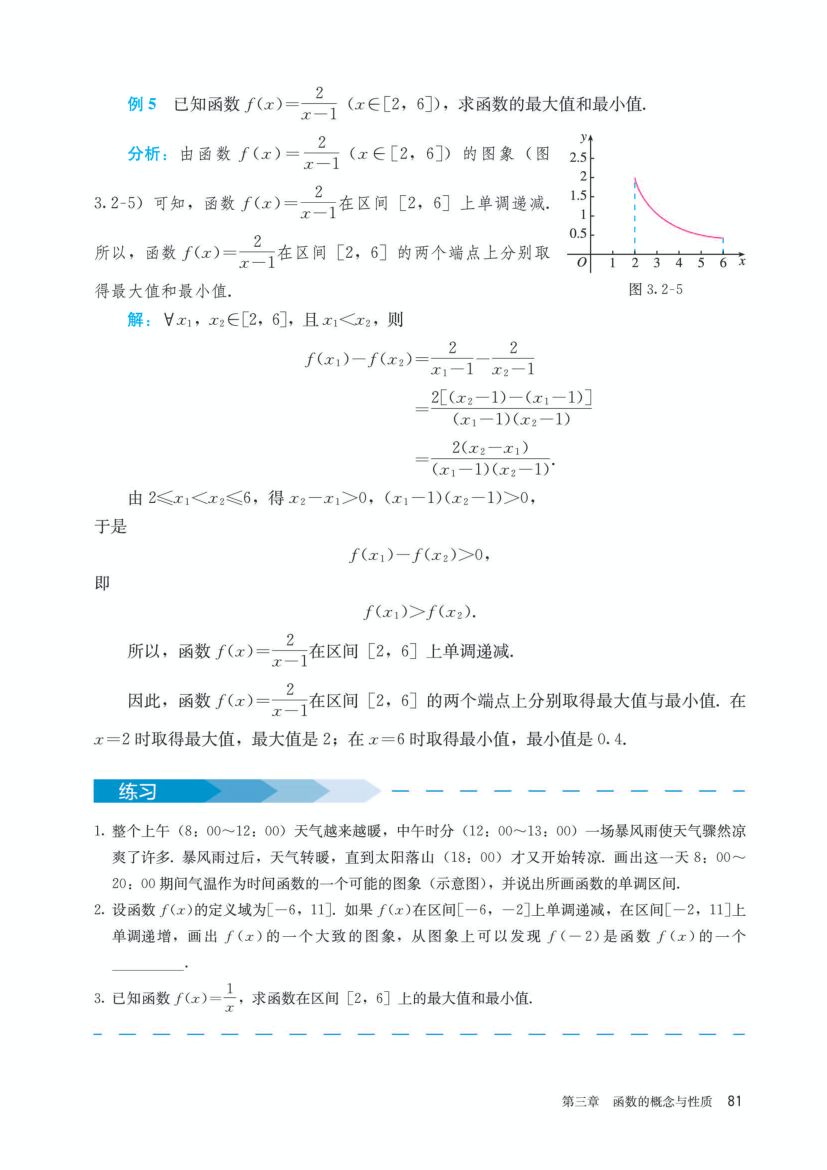 例 5 已知函数 f(x)=2/(x-1) (x∈[2, 6]), 求函数的最大值和最小值.
分析: 由函数 f(x)=2/(x-1) (x∈[2, 6]) 的图象 (图
3.2-5) 可知, 函数 f(x)=2/(x-1)在区间 [2, 6] 上单调递减.
所以, 函数 f(x)=2/(x-1)在区间 [2, 6] 的两个端点上分别取
得最大值和最小值.
y
2.5
2
1.5
1
0.5
O 1 2 3 4 5 6 x
图 3.2-5
解: ∀x₁, x₂∈[2, 6], 且 x₁<x₂, 则
f(x₁)-f(x₂)=2/(x₁-1)-2/(x₂-1)
=2[(x₂-1)-(x₁-1)]/((x₁-1)(x₂-1))
=2(x₂-x₁)/((x₁-1)(x₂-1)).
由 2≤x₁<x₂≤6, 得 x₂-x₁>0, (x₁-1)(x₂-1)>0,
于是
f(x₁)-f(x₂)>0,
即
f(x₁)>f(x₂).
所以, 函数 f(x)=2/(x-1)在区间 [2, 6] 上单调递减.
因此, 函数 f(x)=2/(x-1)在区间 [2, 6] 的两个端点上分别取得最大值与最小值. 在
x=2 时取得最大值, 最大值是 2; 在 x=6 时取得最小值, 最小值是 0.4.
练习
1. 整个上午 (8:00~12:00) 天气越来越暖, 中午时分 (12:00~13:00) 一场暴风雨使天气骤然凉
爽了许多. 暴风雨过后, 天气转暖, 直到太阳落山 (18:00) 才又开始转凉. 画出这一天 8:00~
20:00 期间气温作为时间函数的一个可能的图象 (示意图), 并说出所画函数的单调区间.
2. 设函数 f(x)的定义域为[-6, 11]. 如果 f(x)在区间[-6, -2]上单调递减, 在区间[-2, 11]上
单调递增, 画出 f(x)的一个大致的图象, 从图象上可以发现 f(-2)是函数 f(x)的一个
________.
3. 已知函数 f(x)=1/x, 求函数在区间 [2, 6] 上的最大值和最小值.
第三章 函数的概念与性质 81